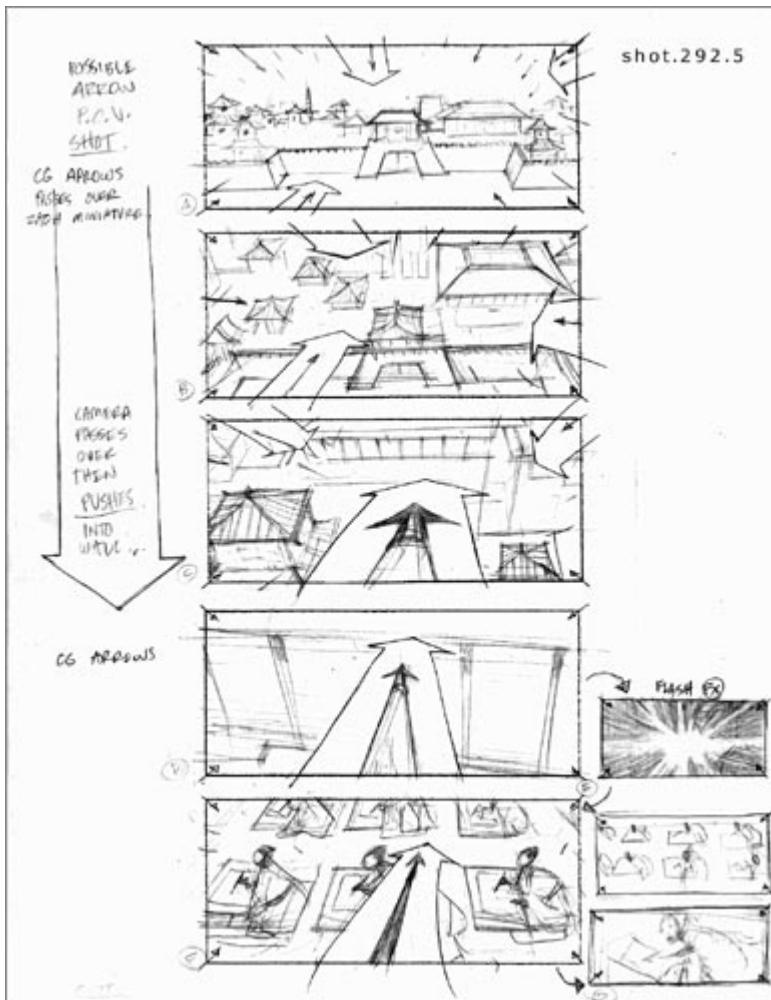 shot.292.5
POSSIBLE
ARROW
P.O.V.
SHOT.
CG ARROWS
PASSES OVER
MINIATURE
A
B
CAMERA
PASSES
OVER
THEN
PUSHES
INTO
WALL...
C
CG ARROWS
D
FLASH FX
E